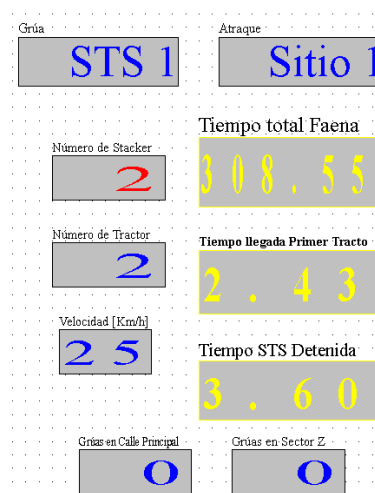 Grúa
STS 1
Atraque
Sitio 1
Tiempo total Faena
308.55
Número de Stacker
2
Número de Tractor
2
Tiempo llegada Primer Tracto
2.43
Velocidad [Km/h]
25
Tiempo STS Detenida
3.60
Grúas en Calle Principal
0
Grúas en Sector Z
0